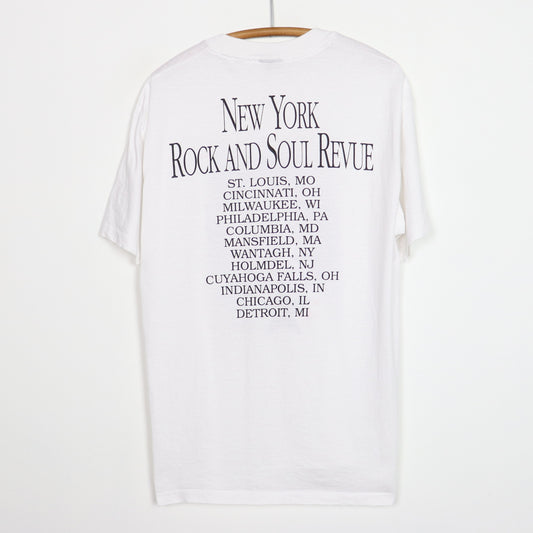 NEW YORK
ROCK AND SOUL REVUE
ST. LOUIS, MO
CINCINNATI, OH
MILWAUKEE, WI
PHILADELPHIA, PA
COLUMBIA, MD
MANSFIELD, MA
WANTAGH, NY
HOLMDEL, NJ
CUYAHOGA FALLS, OH
INDIANAPOLIS, IN
CHICAGO, IL
DETROIT, MI